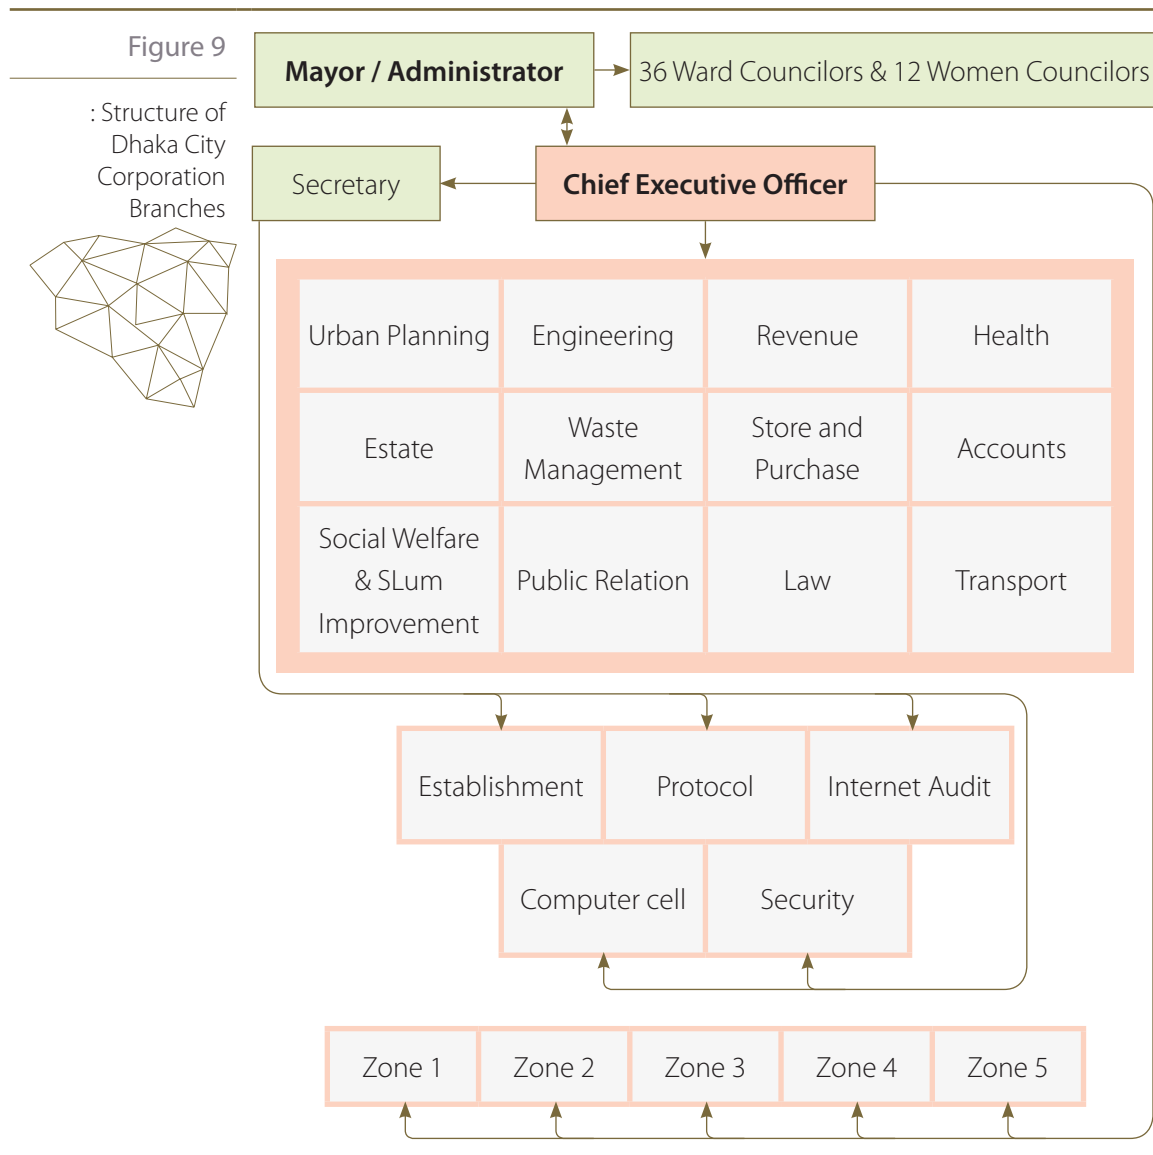 Figure 9
: Structure of
Dhaka City
Corporation
Branches
Mayor / Administrator
36 Ward Councilors & 12 Women Councilors
Secretary
Chief Executive Officer
Urban Planning
Engineering
Revenue
Health
Estate
Waste
Management
Store and
Purchase
Accounts
Social Welfare
& SLum
Improvement
Public Relation
Law
Transport
Establishment
Protocol
Internet Audit
Computer cell
Security
Zone 1
Zone 2
Zone 3
Zone 4
Zone 5